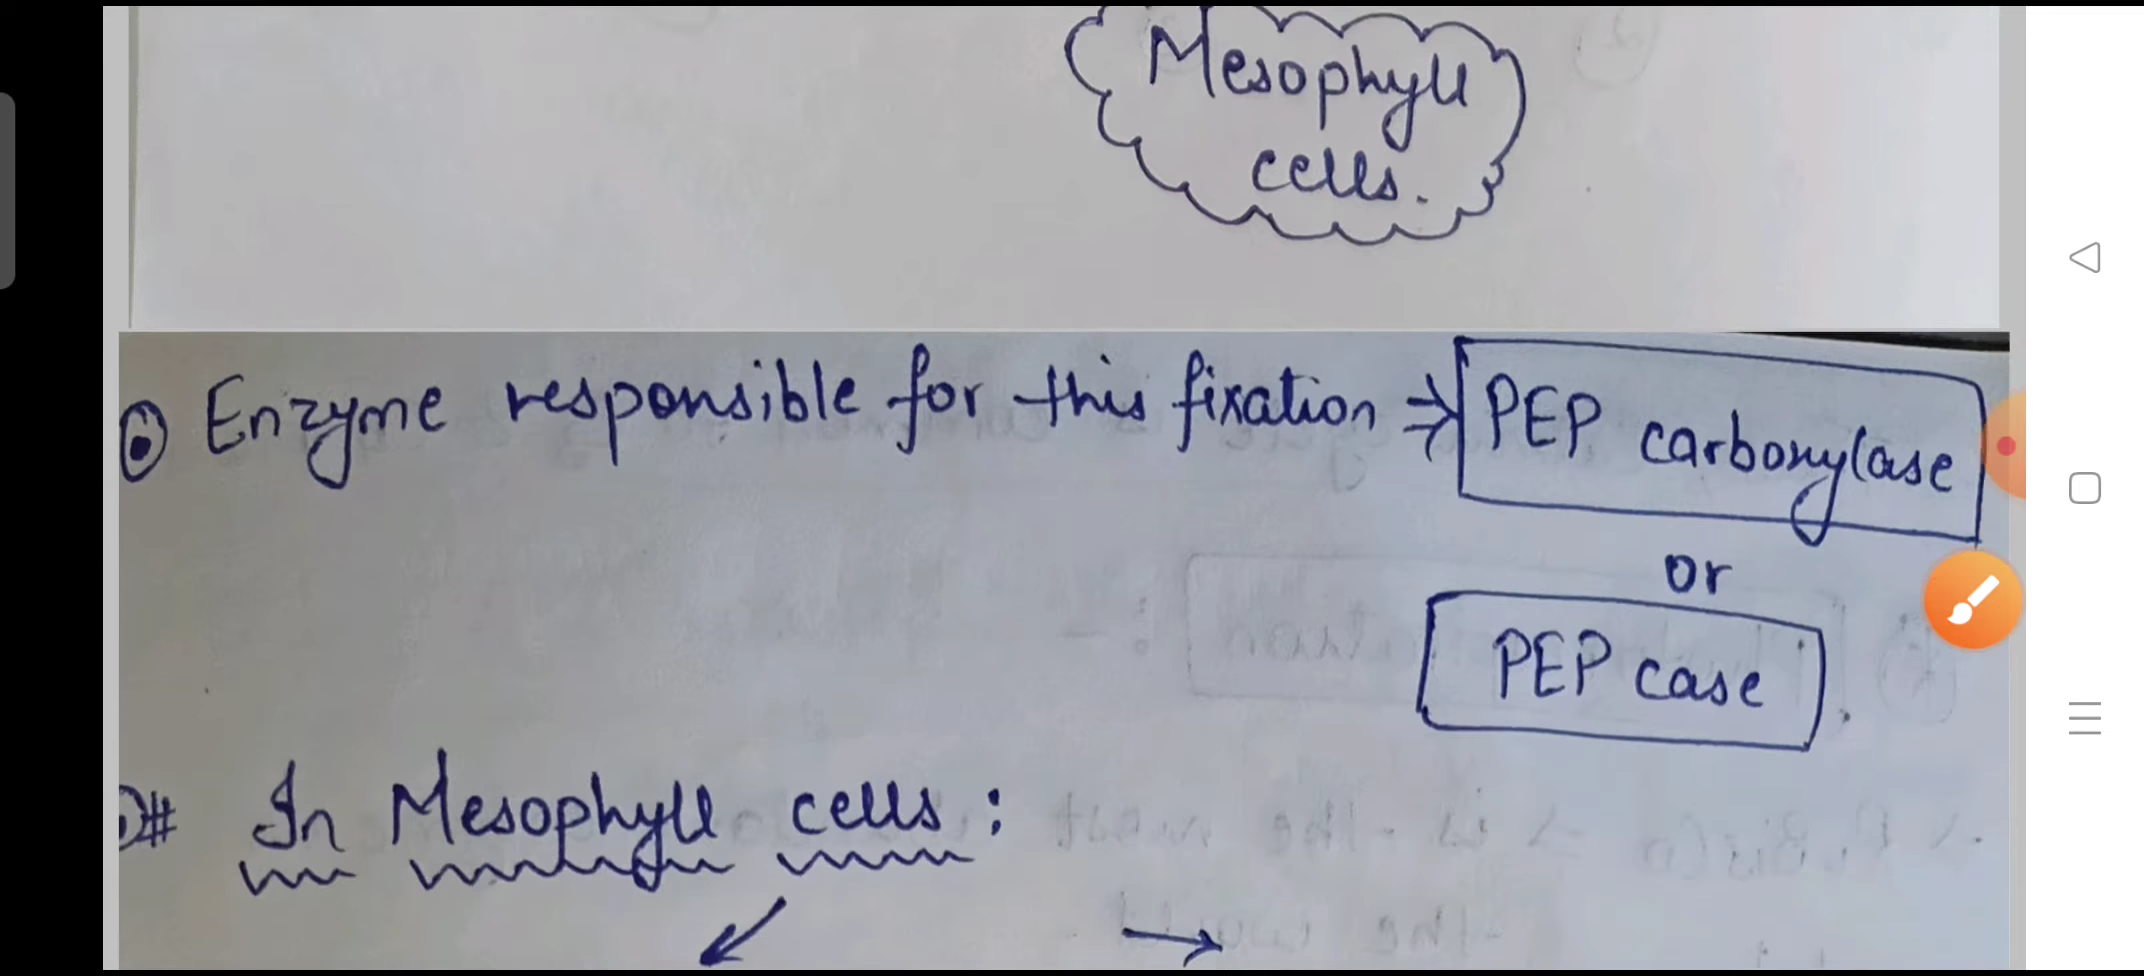 Mesophyll
cells.
Enzyme responsible for this fixation ⇒ PEP carboxylase
or
PEP case
# In Mesophyll cells: